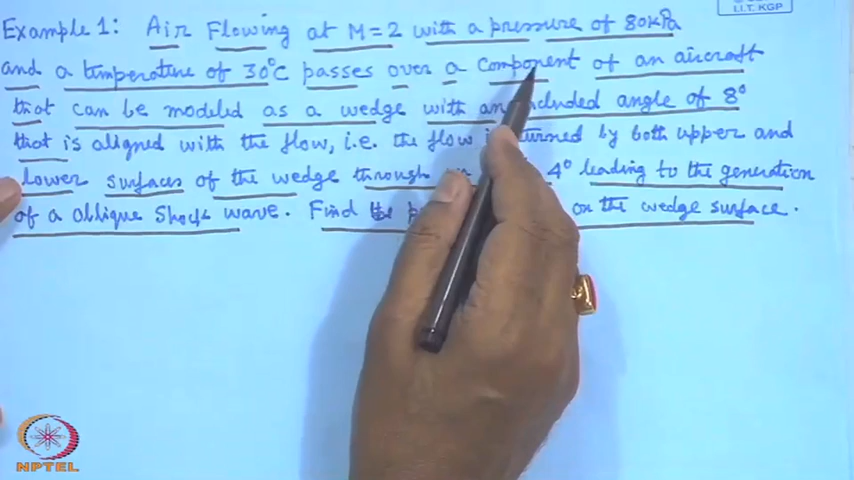 I.I.T. KGP
Example 1: Air Flowing at M=2 with a pressure of 80kPa
and a temperature of 30°C passes over a component of an aircraft
that can be modeled as a wedge with an included angle of 8°
that is aligned with the flow, i.e. the flow is turned by both upper and
lower surfaces of the wedge through 4° leading to the generation
of a oblique shock wave. Find the on the wedge surface.
NPTEL